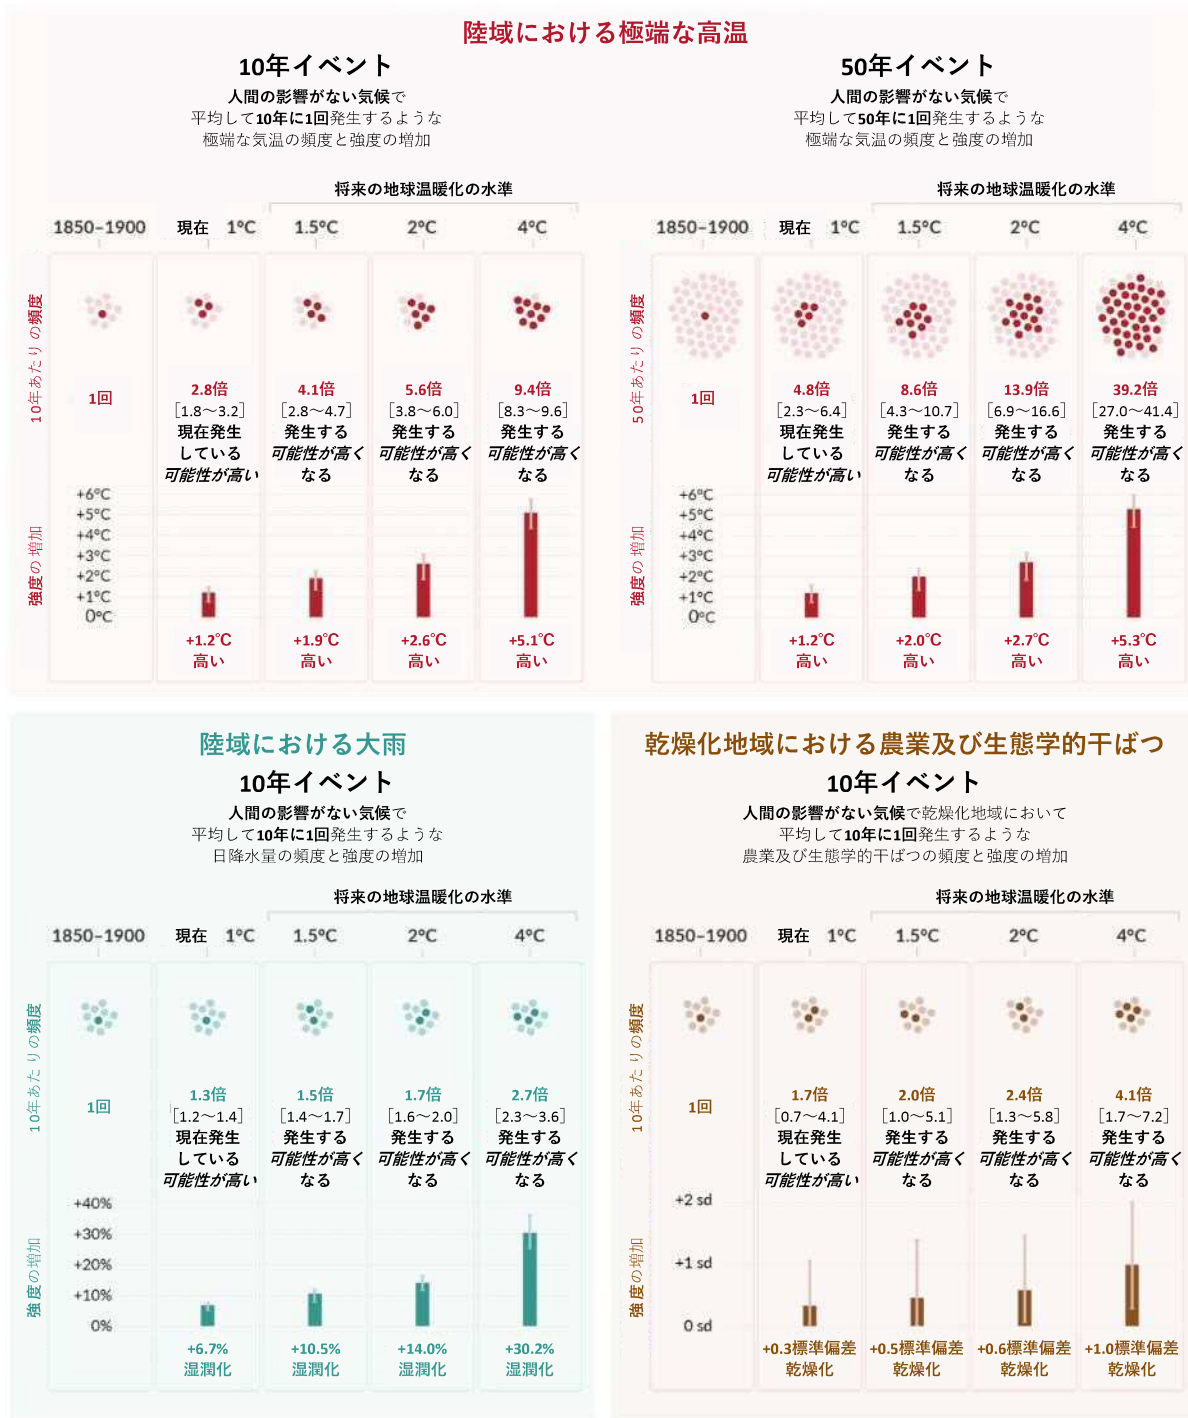 陸域における極端な高温
10年イベント
人間の影響がない気候で
平均して10年に1回発生するような
極端な気温の頻度と強度の増加
将来の地球温暖化の水準
1850–1900 現在 1°C 1.5°C 2°C 4°C
10年あたりの頻度
1回
2.8倍
[1.8～3.2]
現在発生
している
可能性が高い
4.1倍
[2.8～4.7]
発生する
可能性が高く
なる
5.6倍
[3.8～6.0]
発生する
可能性が高く
なる
9.4倍
[8.3～9.6]
発生する
可能性が高く
なる
強度の増加
+6°C
+5°C
+4°C
+3°C
+2°C
+1°C
0°C
+1.2℃
高い
+1.9℃
高い
+2.6℃
高い
+5.1℃
高い
50年イベント
人間の影響がない気候で
平均して50年に1回発生するような
極端な気温の頻度と強度の増加
将来の地球温暖化の水準
1850–1900 現在 1°C 1.5°C 2°C 4°C
50年あたりの頻度
1回
4.8倍
[2.3～6.4]
現在発生
している
可能性が高い
8.6倍
[4.3～10.7]
発生する
可能性が高く
なる
13.9倍
[6.9～16.6]
発生する
可能性が高く
なる
39.2倍
[27.0～41.4]
発生する
可能性が高く
なる
強度の増加
+6°C
+5°C
+4°C
+3°C
+2°C
+1°C
0°C
+1.2℃
高い
+2.0℃
高い
+2.7℃
高い
+5.3℃
高い
陸域における大雨
10年イベント
人間の影響がない気候で
平均して10年に1回発生するような
日降水量の頻度と強度の増加
将来の地球温暖化の水準
1850–1900 現在 1°C 1.5°C 2°C 4°C
10年あたりの頻度
1回
1.3倍
[1.2～1.4]
現在発生
している
可能性が高い
1.5倍
[1.4～1.7]
発生する
可能性が高く
なる
1.7倍
[1.6～2.0]
発生する
可能性が高く
なる
2.7倍
[2.3～3.6]
発生する
可能性が高く
なる
強度の増加
+40%
+30%
+20%
+10%
0%
+6.7%
湿潤化
+10.5%
湿潤化
+14.0%
湿潤化
+30.2%
湿潤化
乾燥化地域における農業及び生態学的干ばつ
10年イベント
人間の影響がない気候で乾燥化地域において
平均して10年に1回発生するような
農業及び生態学的干ばつの頻度と強度の増加
将来の地球温暖化の水準
1850–1900 現在 1°C 1.5°C 2°C 4°C
10年あたりの頻度
1回
1.7倍
[0.7～4.1]
現在発生
している
可能性が高い
2.0倍
[1.0～5.1]
発生する
可能性が高く
なる
2.4倍
[1.3～5.8]
発生する
可能性が高く
なる
4.1倍
[1.7～7.2]
発生する
可能性が高く
なる
強度の増加
+2 sd
+1 sd
0 sd
+0.3標準偏差
乾燥化
+0.5標準偏差
乾燥化
+0.6標準偏差
乾燥化
+1.0標準偏差
乾燥化